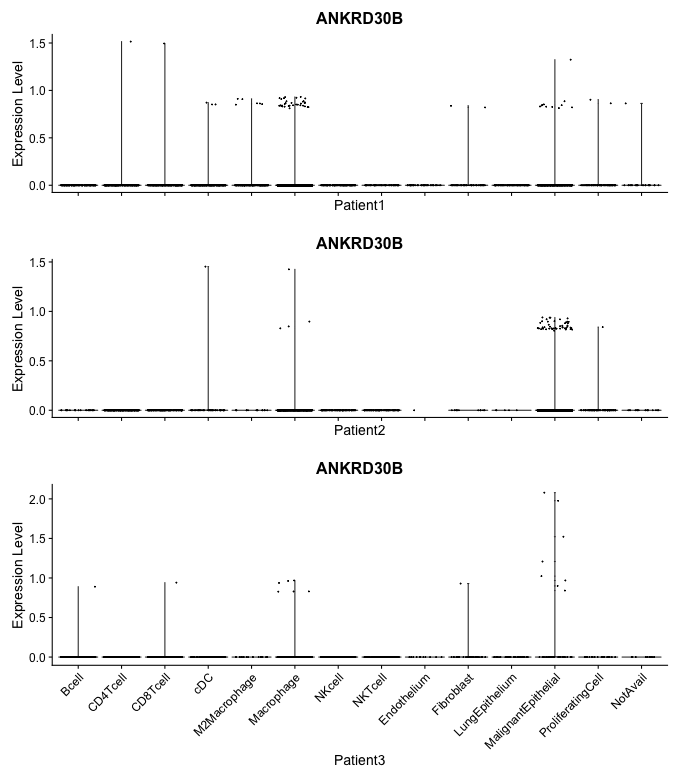 ANKRD30B
Expression Level
1.5
1.0
0.5
0.0
Patient1
ANKRD30B
Expression Level
1.5
1.0
0.5
0.0
Patient2
ANKRD30B
Expression Level
2.0
1.5
1.0
0.5
0.0
Bcell
CD4Tcell
CD8Tcell
cDC
M2Macrophage
Macrophage
NKcell
NKTcell
Endothelium
Fibroblast
LungEpithelium
MalignantEpithelial
ProliferatingCell
NotAvail
Patient3